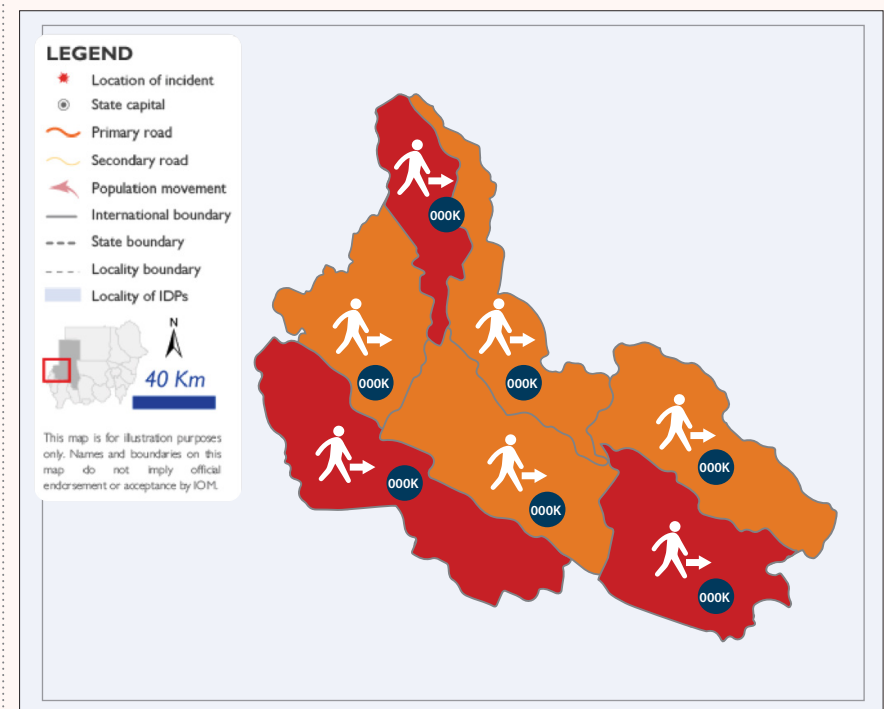 LEGEND
Location of incident
State capital
Primary road
Secondary road
Population movement
International boundary
State boundary
Locality boundary
Locality of IDPs
N
40 Km
This map is for illustration purposes
only. Names and boundaries on this
map do not imply official
endorsement or acceptance by IOM.
000K
000K
000K
000K
000K
000K
000K